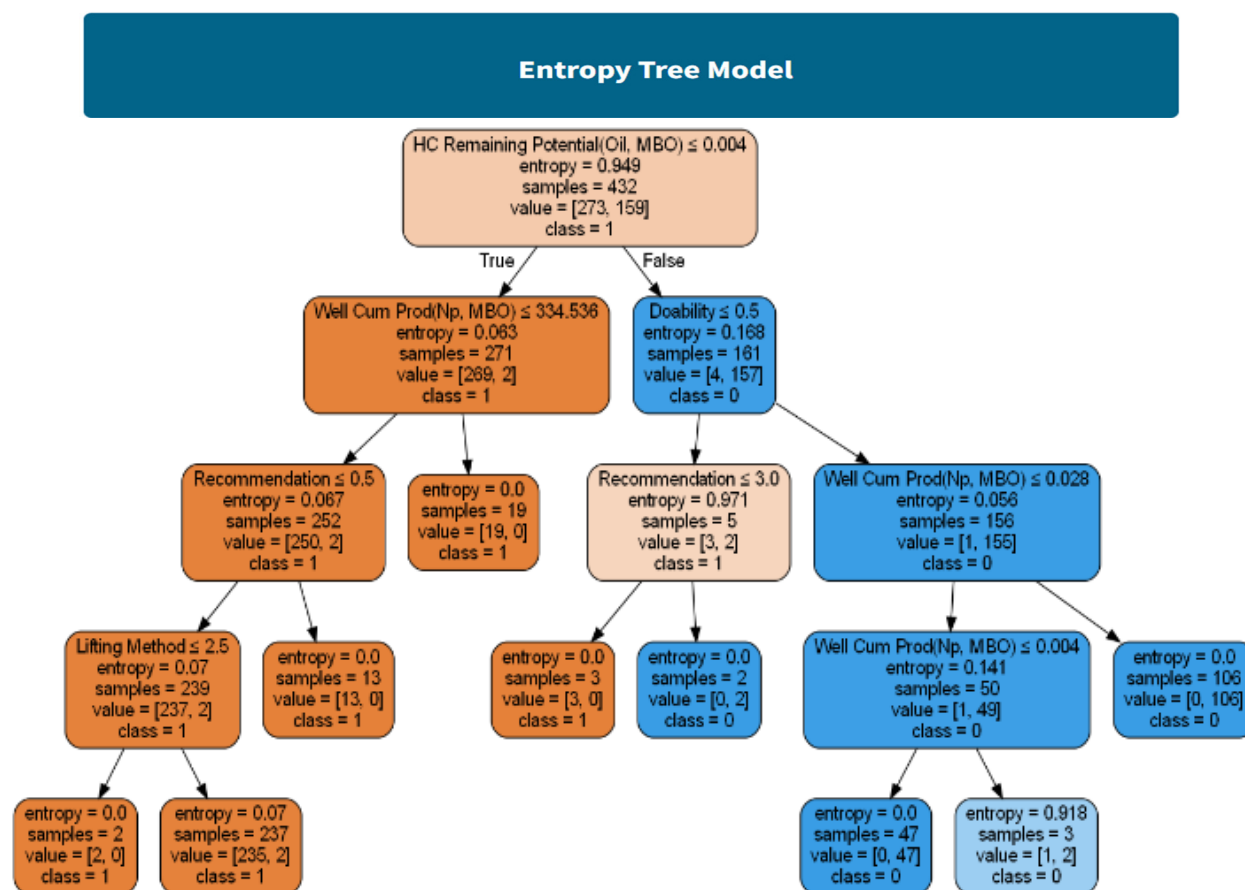 Entropy Tree Model
HC Remaining Potential(Oil, MBO) ≤ 0.004
entropy = 0.949
samples = 432
value = [273, 159]
class = 1
True
False
Well Cum Prod(Np, MBO) ≤ 334.536
entropy = 0.063
samples = 271
value = [269, 2]
class = 1
Doability ≤ 0.5
entropy = 0.168
samples = 161
value = [4, 157]
class = 0
Recommendation ≤ 0.5
entropy = 0.067
samples = 252
value = [250, 2]
class = 1
entropy = 0.0
samples = 19
value = [19, 0]
class = 1
Recommendation ≤ 3.0
entropy = 0.971
samples = 5
value = [3, 2]
class = 1
Well Cum Prod(Np, MBO) ≤ 0.028
entropy = 0.056
samples = 156
value = [1, 155]
class = 0
Lifting Method ≤ 2.5
entropy = 0.07
samples = 239
value = [237, 2]
class = 1
entropy = 0.0
samples = 13
value = [13, 0]
class = 1
entropy = 0.0
samples = 3
value = [3, 0]
class = 1
entropy = 0.0
samples = 2
value = [0, 2]
class = 0
Well Cum Prod(Np, MBO) ≤ 0.004
entropy = 0.141
samples = 50
value = [1, 49]
class = 0
entropy = 0.0
samples = 106
value = [0, 106]
class = 0
entropy = 0.0
samples = 2
value = [2, 0]
class = 1
entropy = 0.07
samples = 237
value = [235, 2]
class = 1
entropy = 0.0
samples = 47
value = [0, 47]
class = 0
entropy = 0.918
samples = 3
value = [1, 2]
class = 0